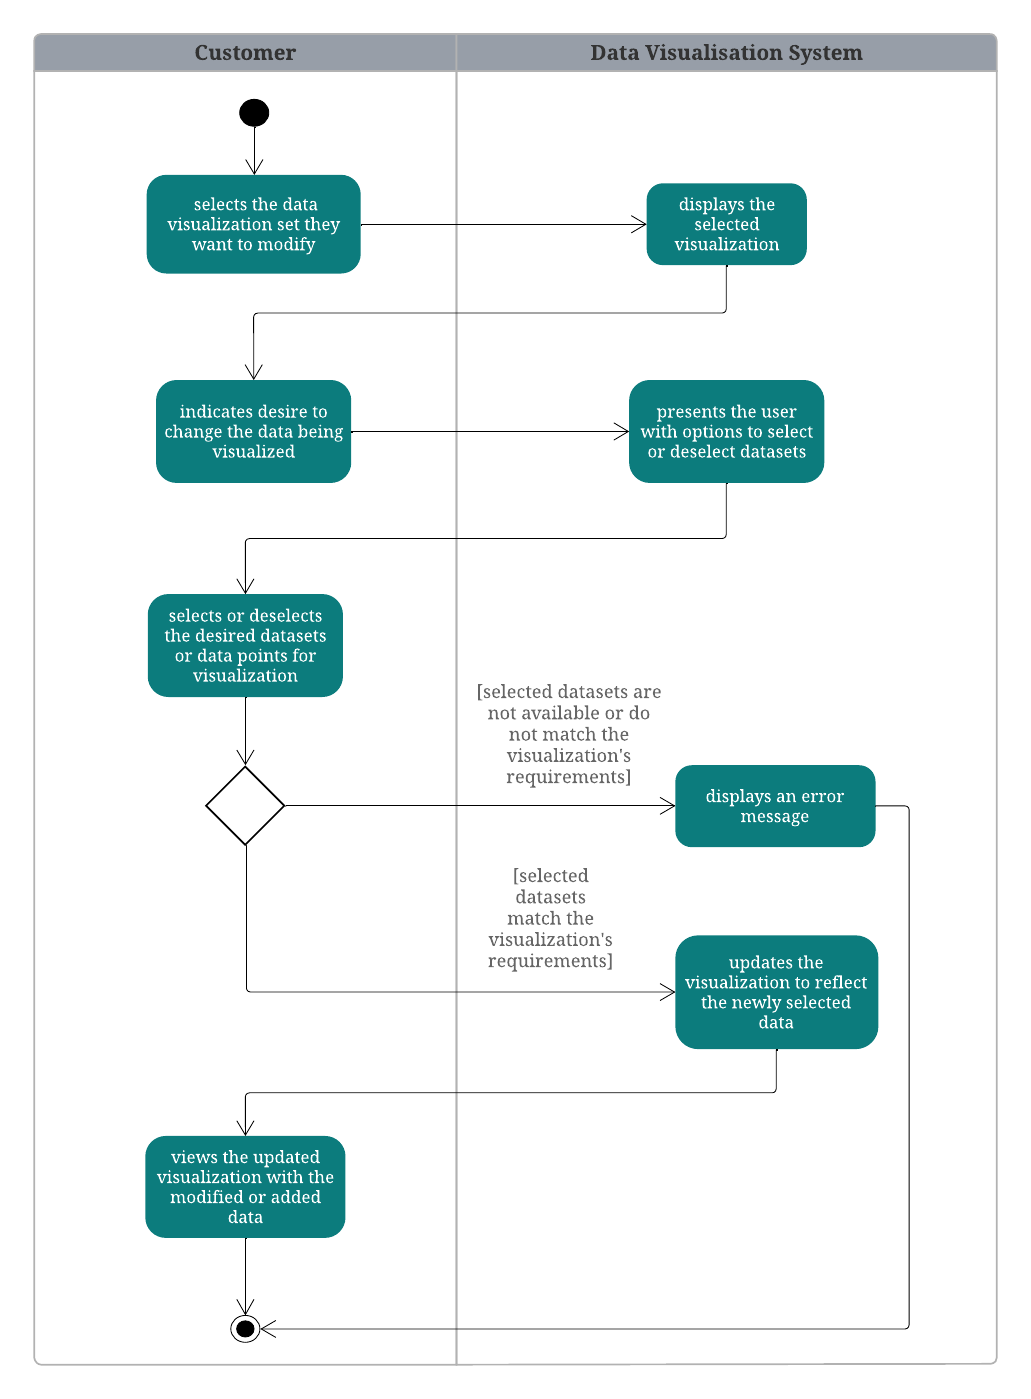 Customer
Data Visualisation System
selects the data
visualization set they
want to modify
displays the
selected
visualization
indicates desire to
change the data being
visualized
presents the user
with options to select
or deselect datasets
selects or deselects
the desired datasets
or data points for
visualization
[selected datasets are
not available or do
not match the
visualization's
requirements]
displays an error
message
[selected
datasets
match the
visualization's
requirements]
updates the
visualization to reflect
the newly selected
data
views the updated
visualization with the
modified or added
data